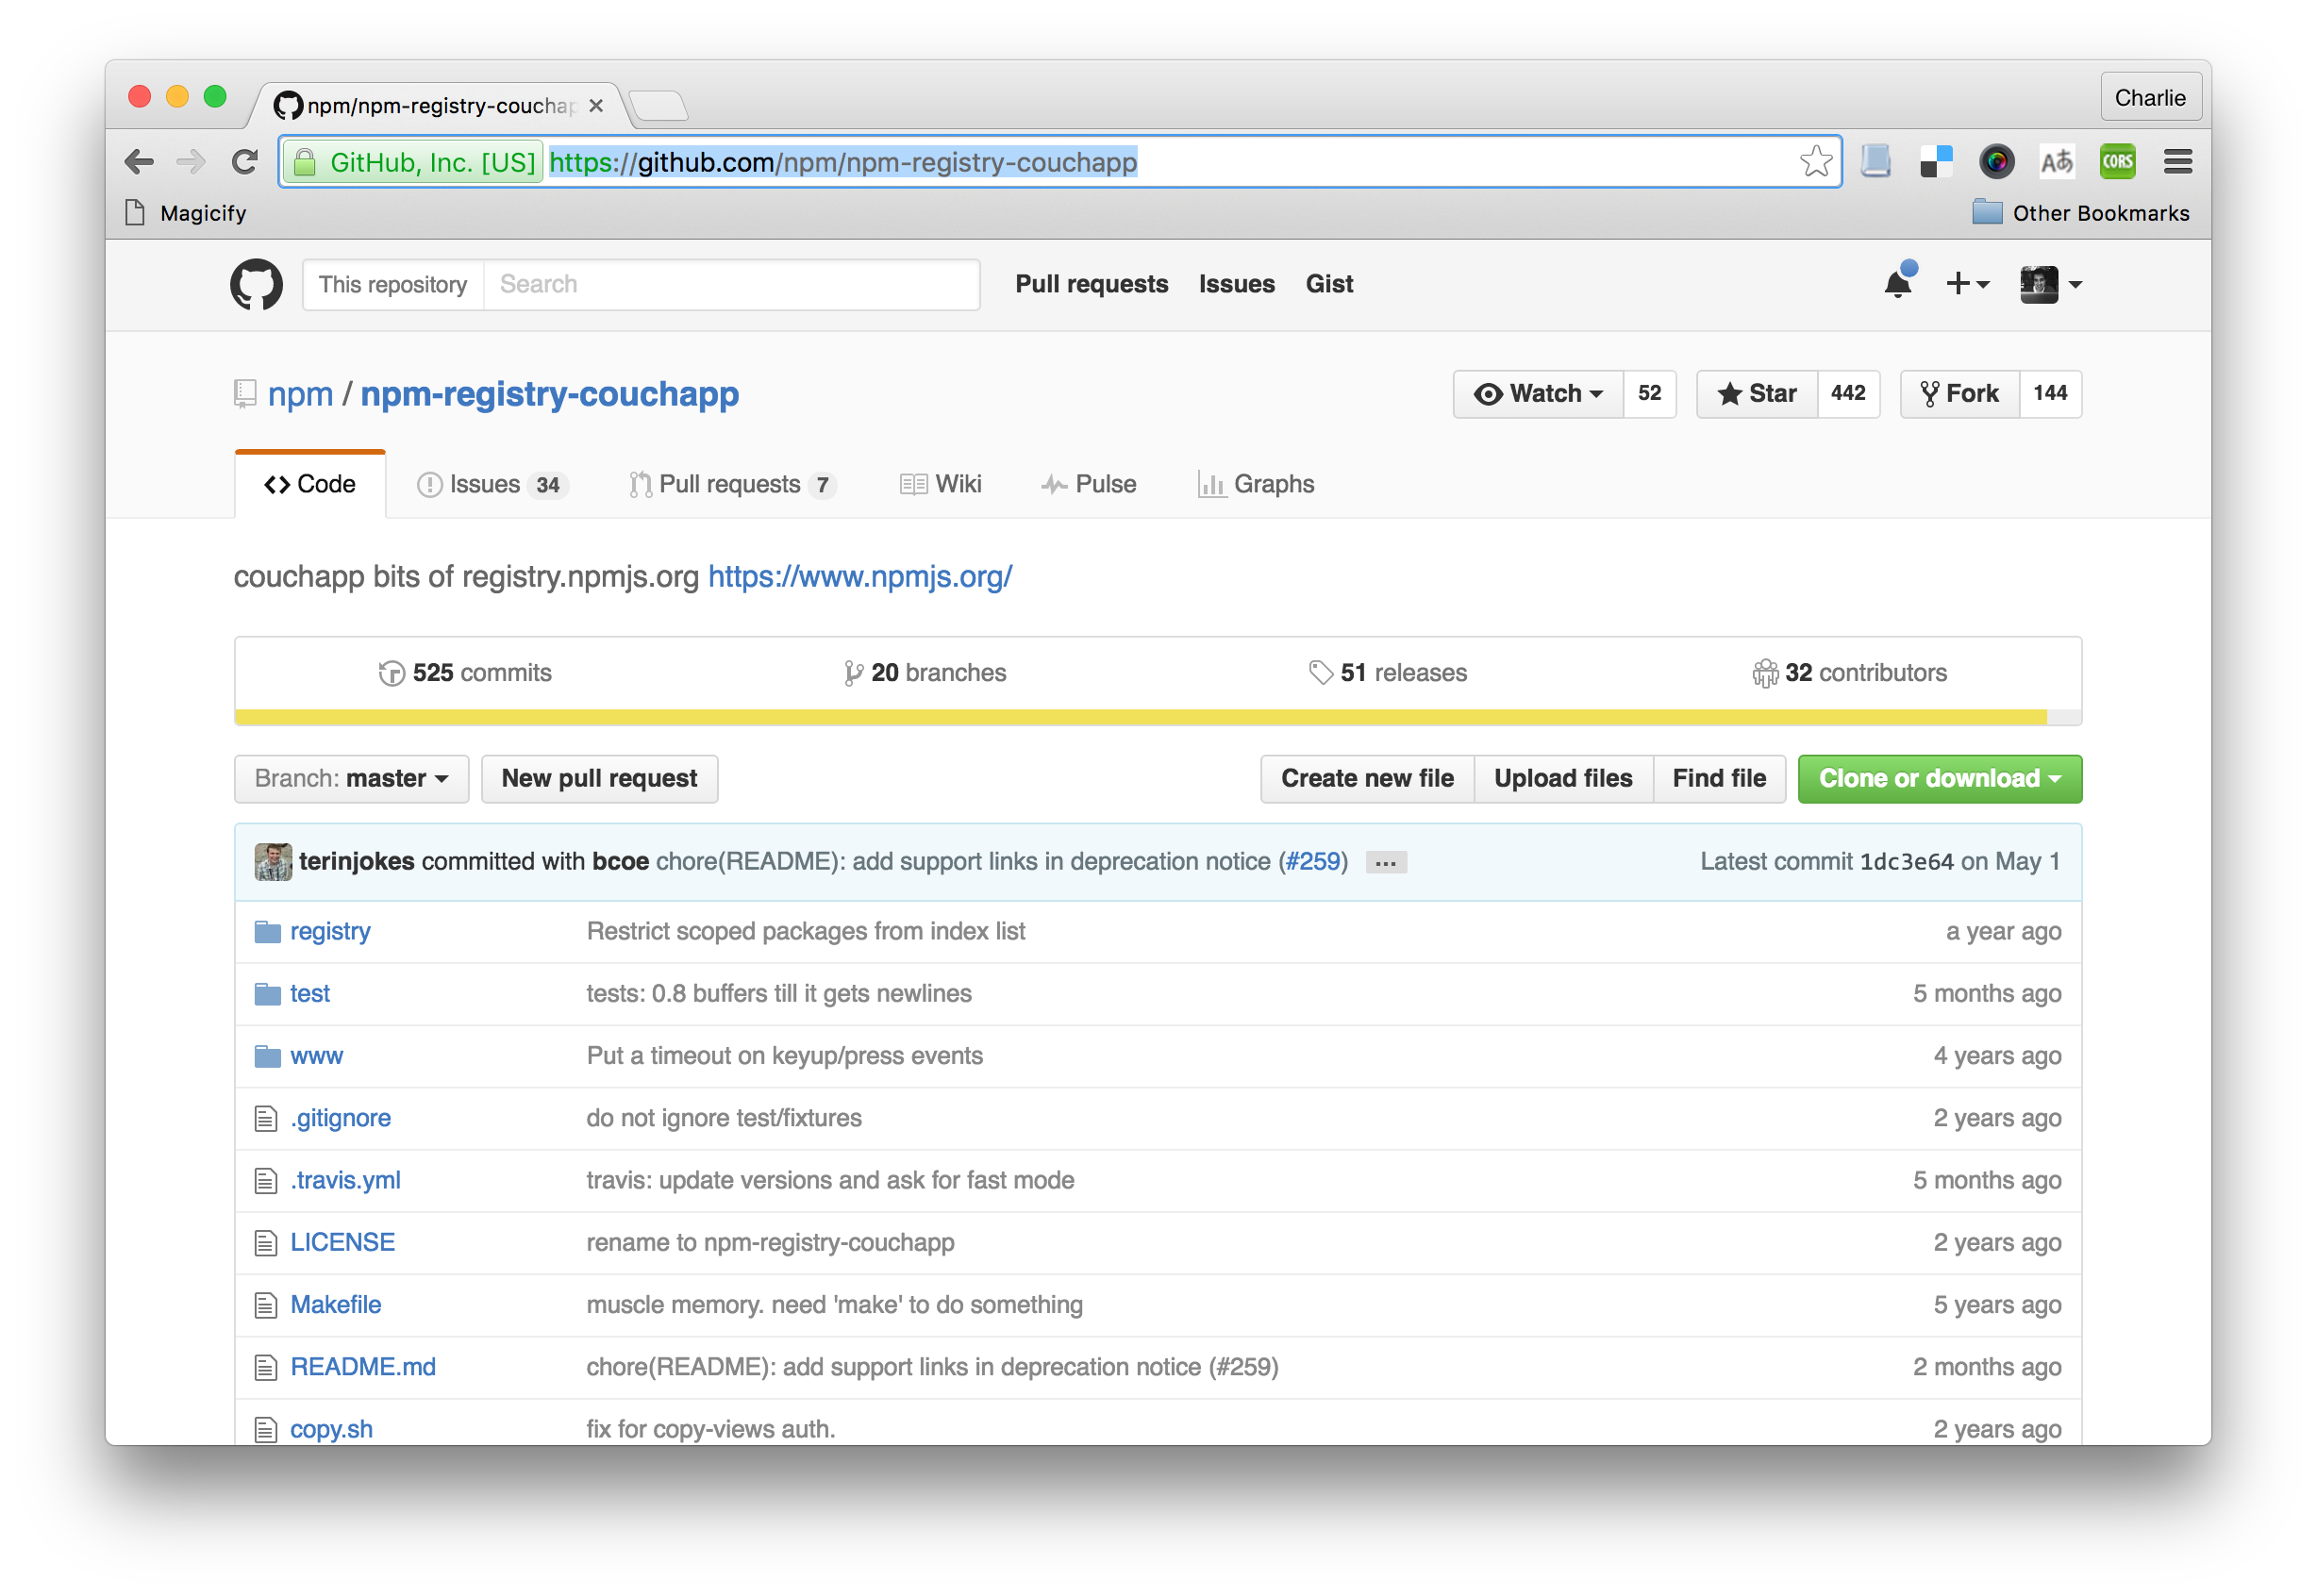 npm/npm-registry-couchap
Charlie
GitHub, Inc. [US] https://github.com/npm/npm-registry-couchapp
Aあ
CORS
Magicify
Other Bookmarks
This repository Search Pull requests Issues Gist
npm / npm-registry-couchapp
Watch 52 Star 442 Fork 144
Code Issues 34 Pull requests 7 Wiki Pulse Graphs
couchapp bits of registry.npmjs.org https://www.npmjs.org/
525 commits 20 branches 51 releases 32 contributors
Branch: master New pull request Create new file Upload files Find file Clone or download
terinjokes committed with bcoe chore(README): add support links in deprecation notice (#259) ... Latest commit 1dc3e64 on May 1
registry Restrict scoped packages from index list a year ago
test tests: 0.8 buffers till it gets newlines 5 months ago
www Put a timeout on keyup/press events 4 years ago
.gitignore do not ignore test/fixtures 2 years ago
.travis.yml travis: update versions and ask for fast mode 5 months ago
LICENSE rename to npm-registry-couchapp 2 years ago
Makefile muscle memory. need 'make' to do something 5 years ago
README.md chore(README): add support links in deprecation notice (#259) 2 months ago
copy.sh fix for copy-views auth. 2 years ago